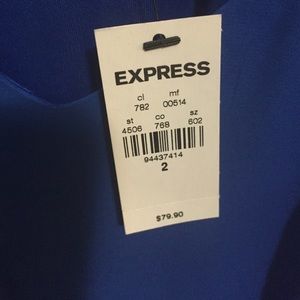 EXPRESS
cl mf
782 00514
st co sz
4506 768 602
94437414
2
$79.90